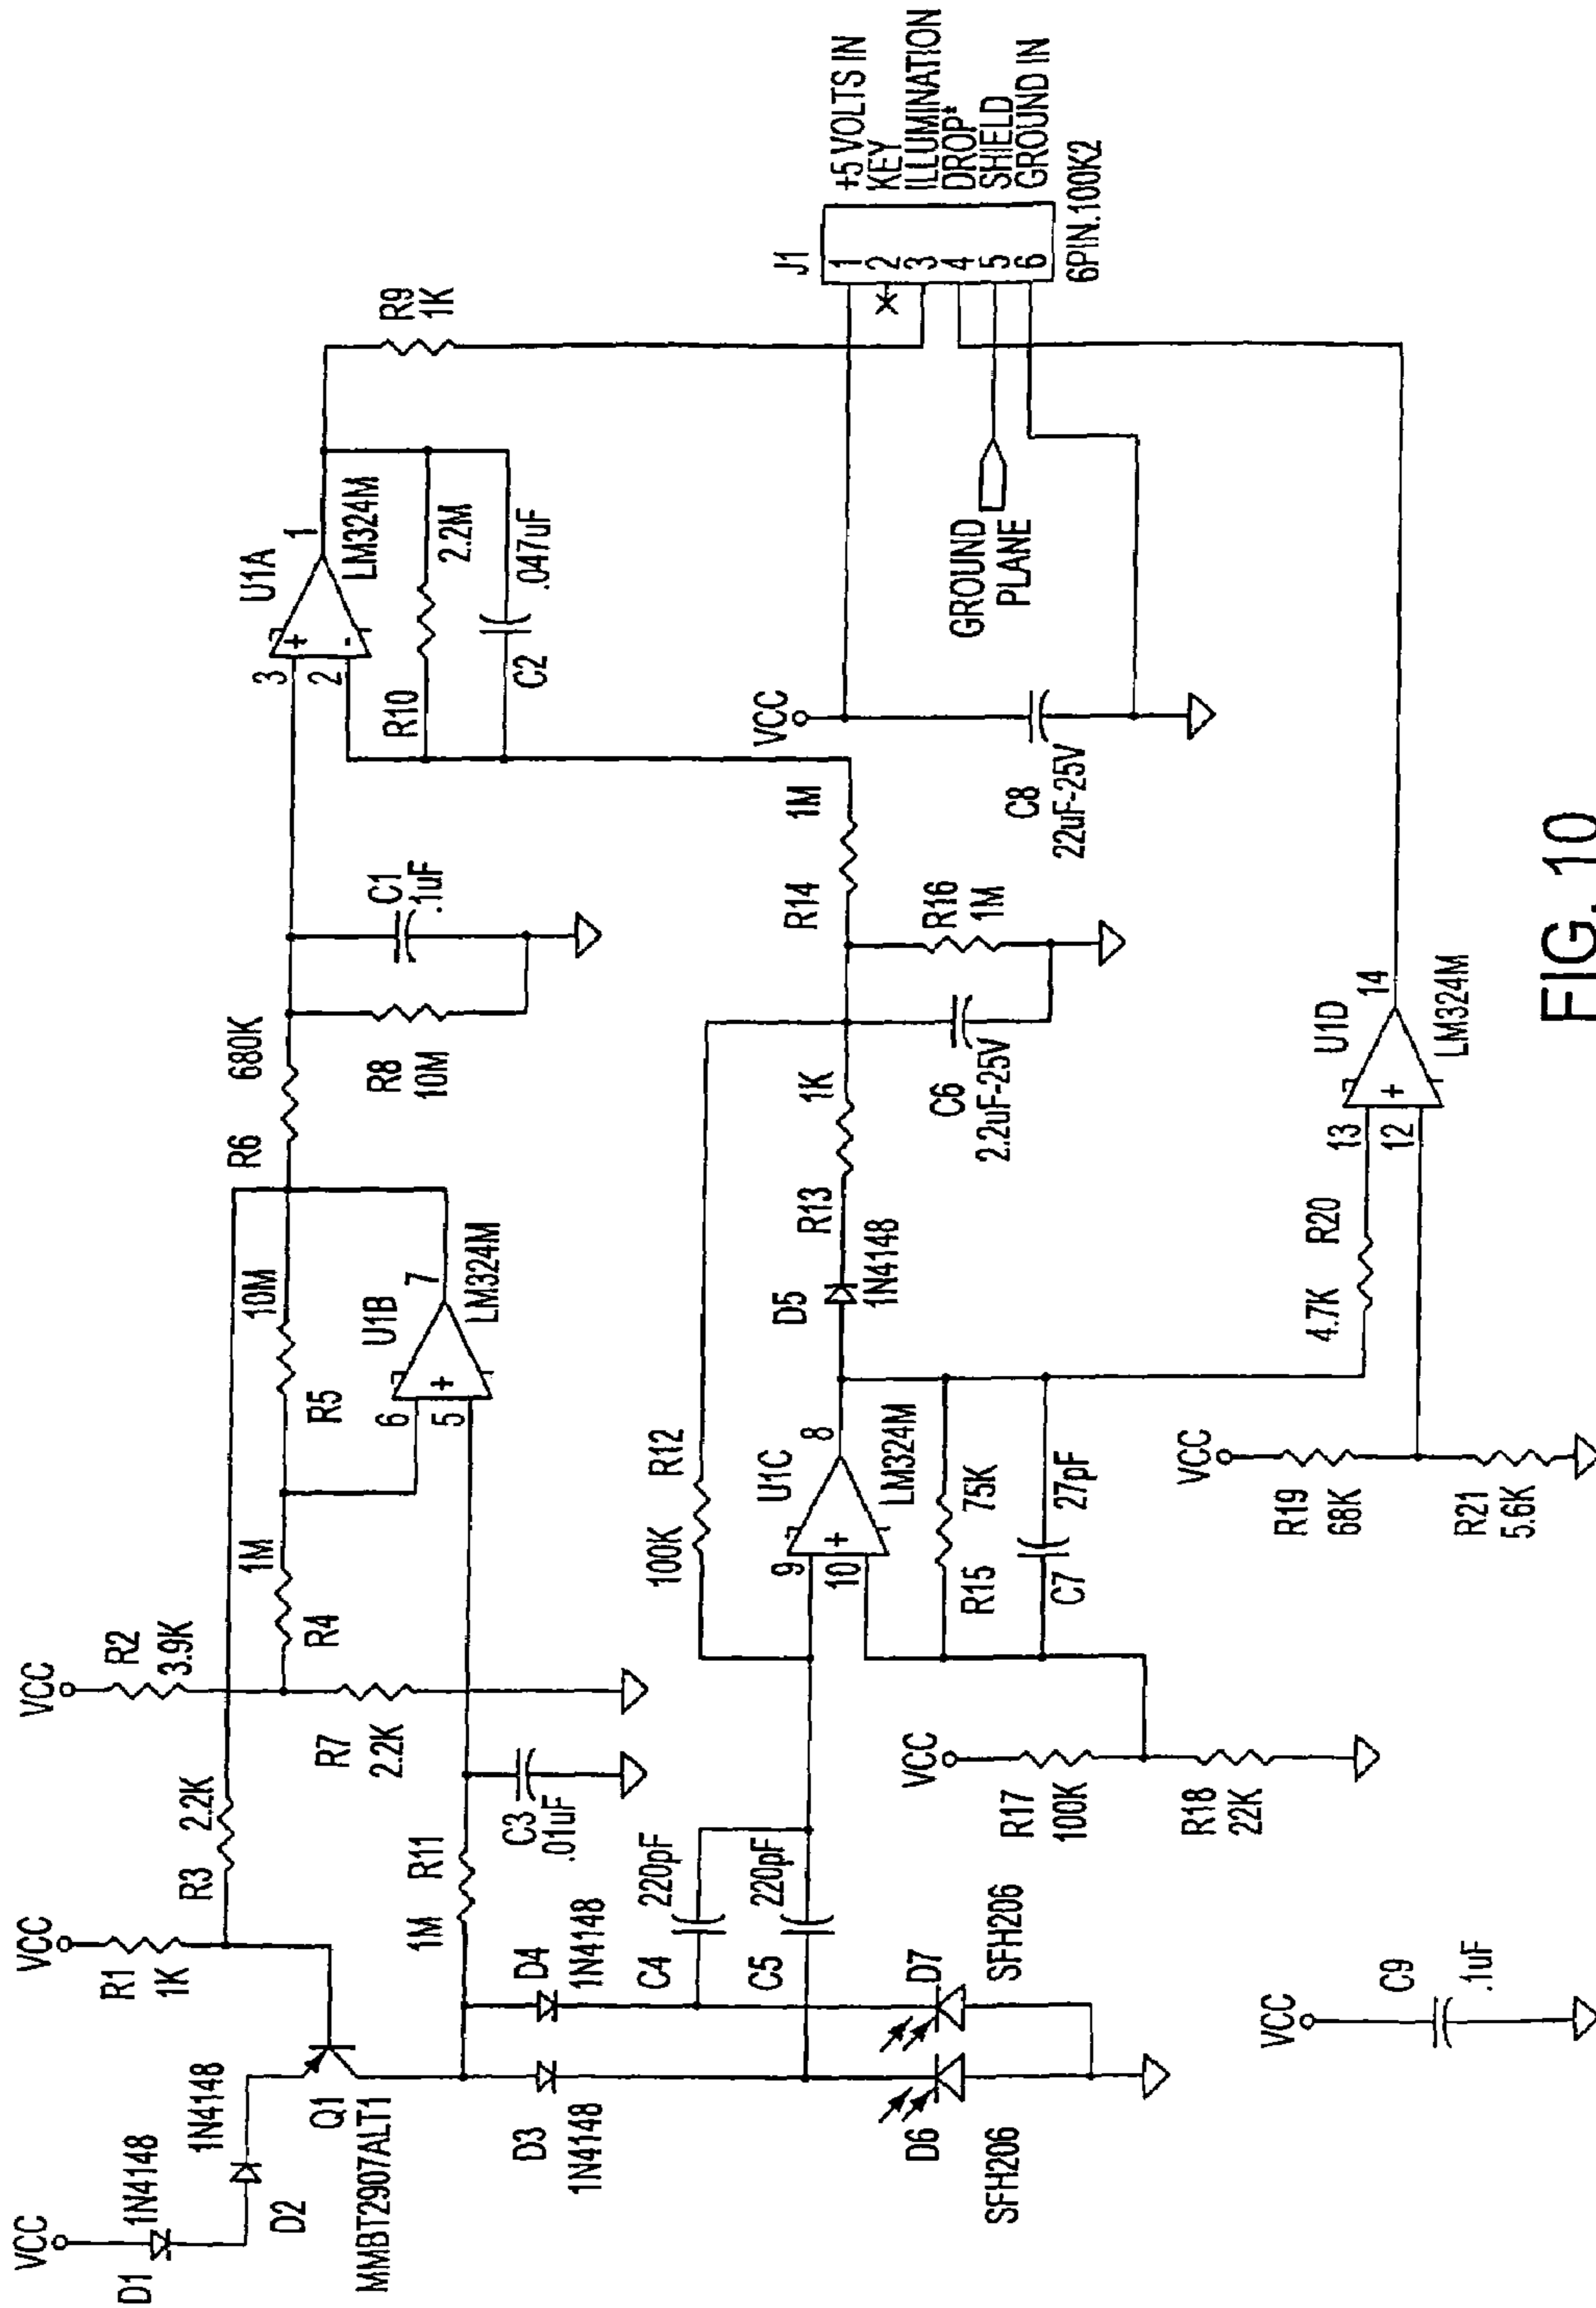 VCC
D1
1N4148
D2
1N4148
Q1
MMBT2907ALT1
VCC
R1
1K
R3
2.2K
VCC
R2
3.9K
R4
1M
R7
2.2K
R5
10M
6
5
+
U1B
7
LM324M
R6
680K
R8
10M
C1
.1uF
3
2
+
-
U1A
1
LM324M
R10
2.2M
C2
.047uF
R9
1K
1M
R11
C3
.01uF
D3
1N4148
D4
1N4148
C4
220pF
C5
220pF
D6
SFH206
D7
SFH206
100K
R12
9
10
+
U1C
8
LM324M
R15
75K
C7
27pF
VCC
R17
100K
R18
22K
D5
1N4148
R13
1K
C6
2.2uF-25V
R14
1M
R16
1M
VCC
C8
22uF-25V
GROUND
PLANE
J1
1
2
3
4
5
6
+5 VOLTS IN
KEY
ILLUMINATION
DROP*
SHIELD
GROUND IN
6PIN.100K2
VCC
R19
68K
R21
5.6K
4.7K
R20
13
12
+
U1D
14
LM324M
VCC
C9
.1uF
FIG. 10